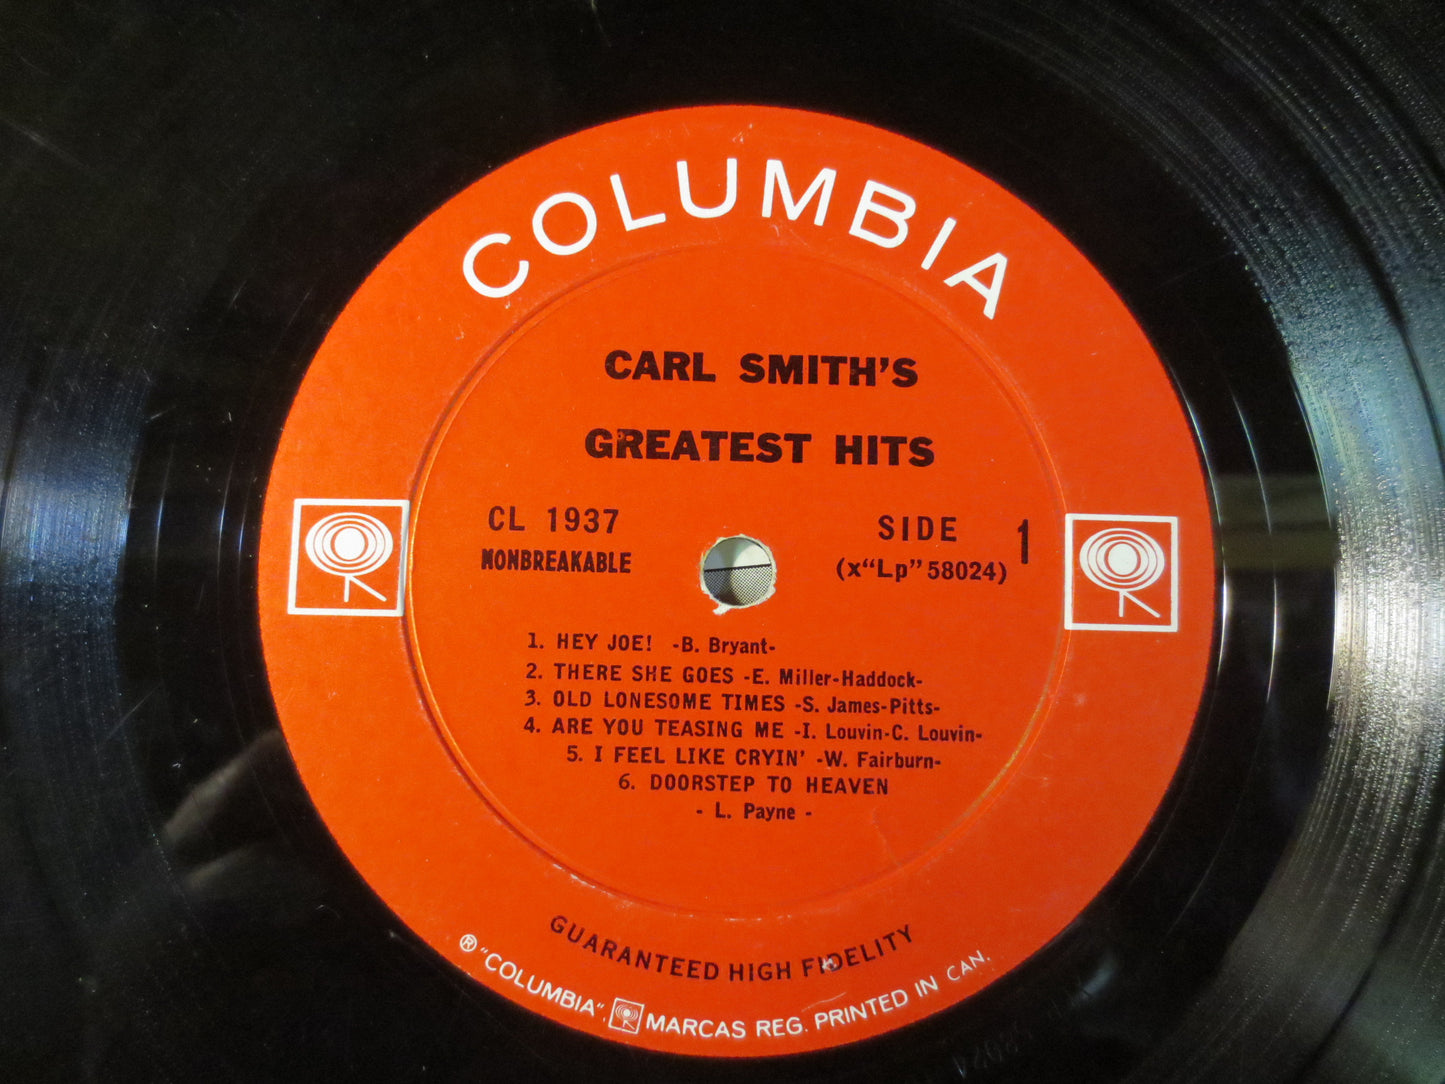 COLUMBIA
CARL SMITH'S
GREATEST HITS
CL 1937
NONBREAKABLE
SIDE 1
(x"Lp" 58024)
1. HEY JOE! -B. Bryant-
2. THERE SHE GOES -E. Miller-Haddock-
3. OLD LONESOME TIMES -S. James-Pitts-
4. ARE YOU TEASING ME -I. Louvin-C. Louvin-
5. I FEEL LIKE CRYIN' -W. Fairburn-
6. DOORSTEP TO HEAVEN
- L. Payne -
GUARANTEED HIGH FIDELITY
® "COLUMBIA", MARCAS REG. PRINTED IN CAN.